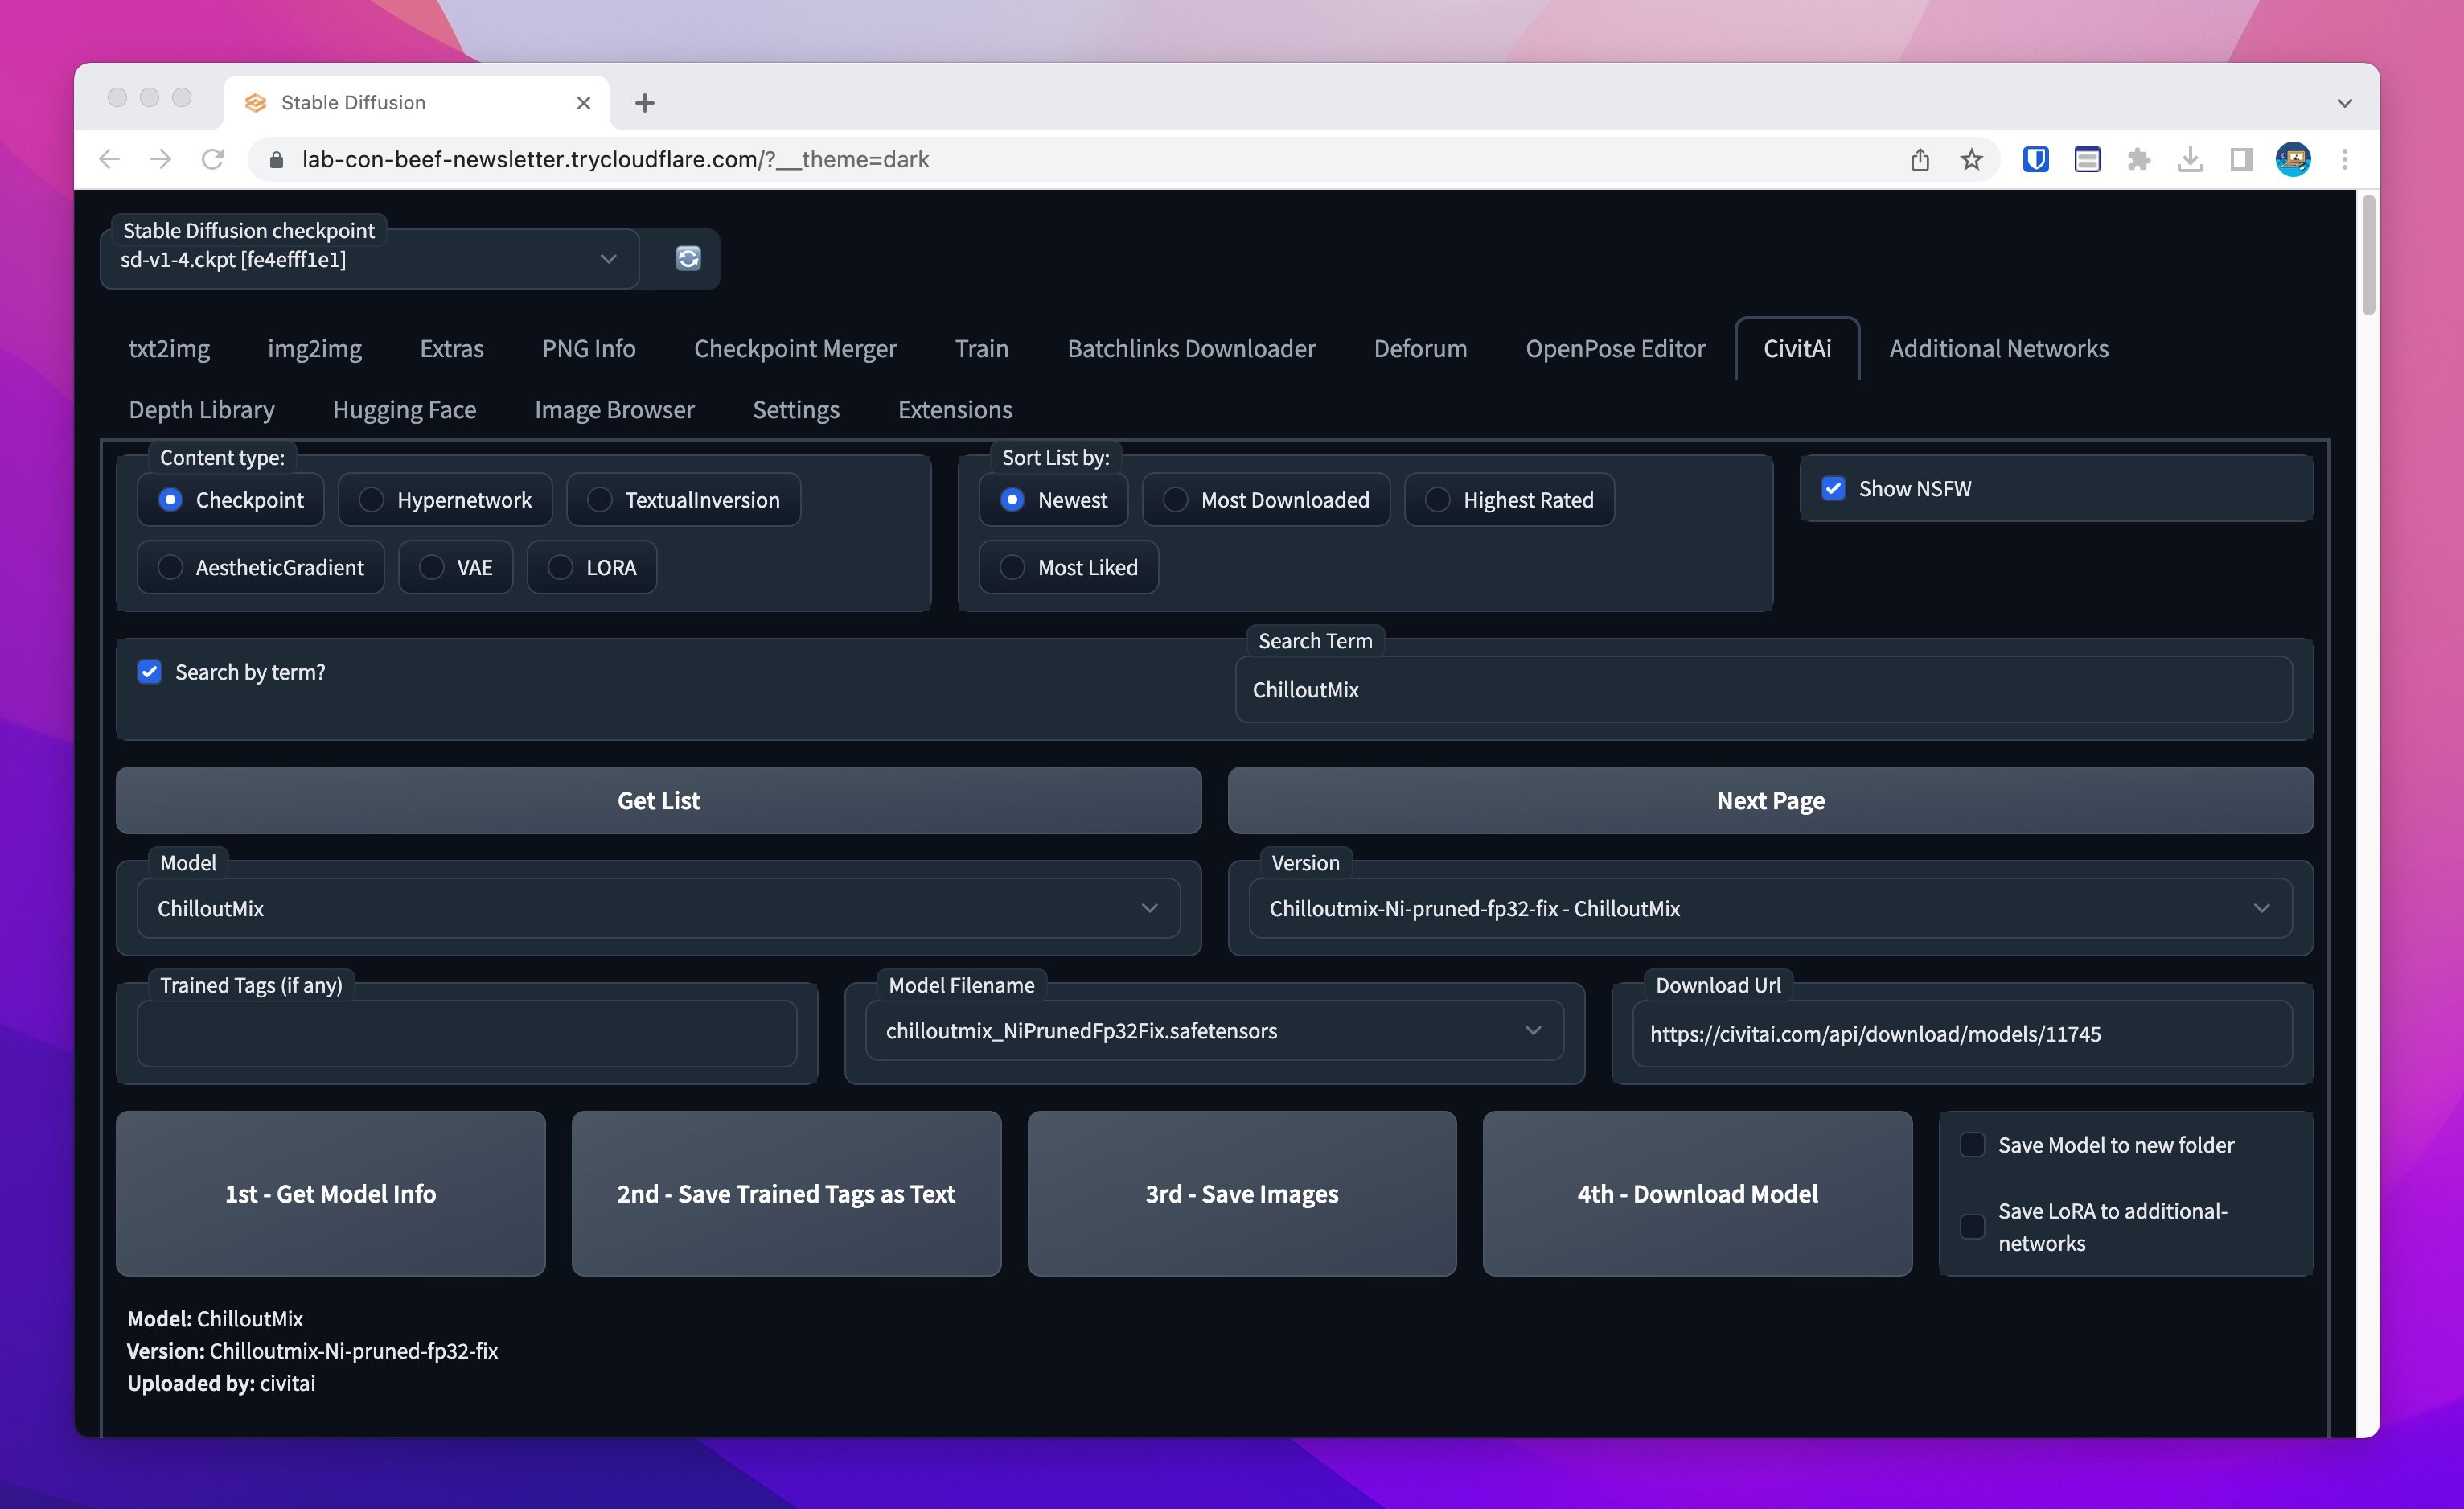 Stable Diffusion
lab-con-beef-newsletter.trycloudflare.com/?__theme=dark
Stable Diffusion checkpoint
sd-v1-4.ckpt [fe4efff1e1]
txt2img img2img Extras PNG Info Checkpoint Merger Train Batchlinks Downloader Deforum OpenPose Editor CivitAi Additional Networks
Depth Library Hugging Face Image Browser Settings Extensions
Content type: Sort List by:
Checkpoint Hypernetwork TextualInversion Newest Most Downloaded Highest Rated Show NSFW
AestheticGradient VAE LORA Most Liked
Search Term
Search by term?
ChilloutMix
Get List Next Page
Model Version
ChilloutMix Chilloutmix-Ni-pruned-fp32-fix - ChilloutMix
Trained Tags (if any) Model Filename Download Url
chilloutmix_NiPrunedFp32Fix.safetensors https://civitai.com/api/download/models/11745
1st - Get Model Info 2nd - Save Trained Tags as Text 3rd - Save Images 4th - Download Model
Save Model to new folder
Save LoRA to additional-
networks
Model: ChilloutMix
Version: Chilloutmix-Ni-pruned-fp32-fix
Uploaded by: civitai